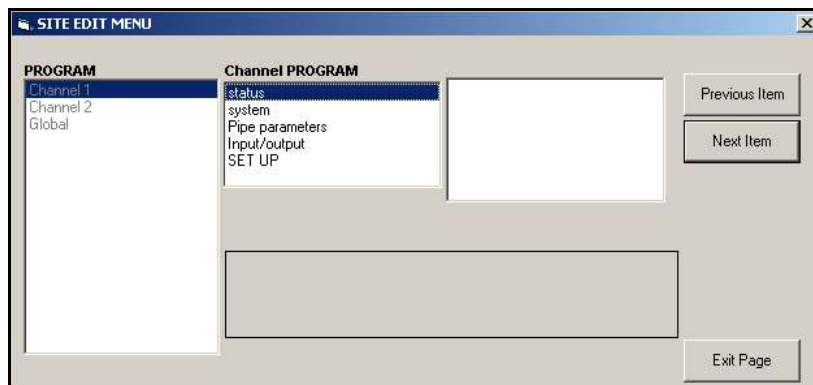 SITE EDIT MENU
PROGRAM
Channel 1
Channel 2
Global
Channel PROGRAM
status
system
Pipe parameters
Input/output
SET UP
Previous Item
Next Item
Exit Page